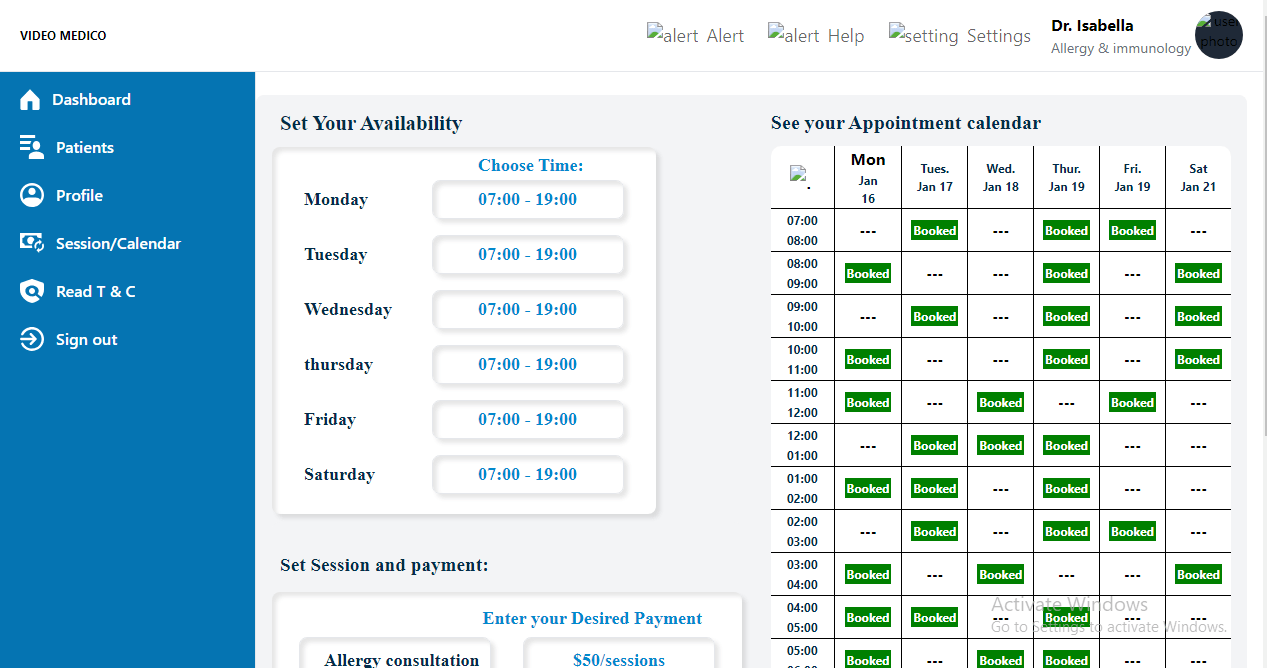 VIDEO MEDICO
alert Alert
alert Help
setting Settings
Dr. Isabella
Allergy & immunology
user photo
Dashboard
Patients
Profile
Session/Calendar
Read T & C
Sign out
Set Your Availability
Choose Time:
Monday 07:00 - 19:00
Tuesday 07:00 - 19:00
Wednesday 07:00 - 19:00
thursday 07:00 - 19:00
Friday 07:00 - 19:00
Saturday 07:00 - 19:00
Set Session and payment:
Enter your Desired Payment
Allergy consultation $50/sessions
See your Appointment calendar
. Mon Jan 16 Tues. Jan 17 Wed. Jan 18 Thur. Jan 19 Fri. Jan 19 Sat Jan 21
07:00 08:00 --- Booked --- Booked Booked ---
08:00 09:00 Booked --- --- Booked --- Booked
09:00 10:00 --- Booked --- Booked --- Booked
10:00 11:00 Booked --- --- Booked --- Booked
11:00 12:00 Booked --- Booked --- Booked ---
12:00 01:00 --- Booked Booked Booked --- ---
01:00 02:00 Booked Booked --- Booked --- ---
02:00 03:00 --- Booked --- Booked Booked ---
03:00 04:00 Booked --- Booked --- --- Booked
04:00 05:00 Booked Booked --- Booked --- ---
05:00 06:00 Booked --- Booked Booked --- ---
Activate Windows
Go to Settings to activate Windows.